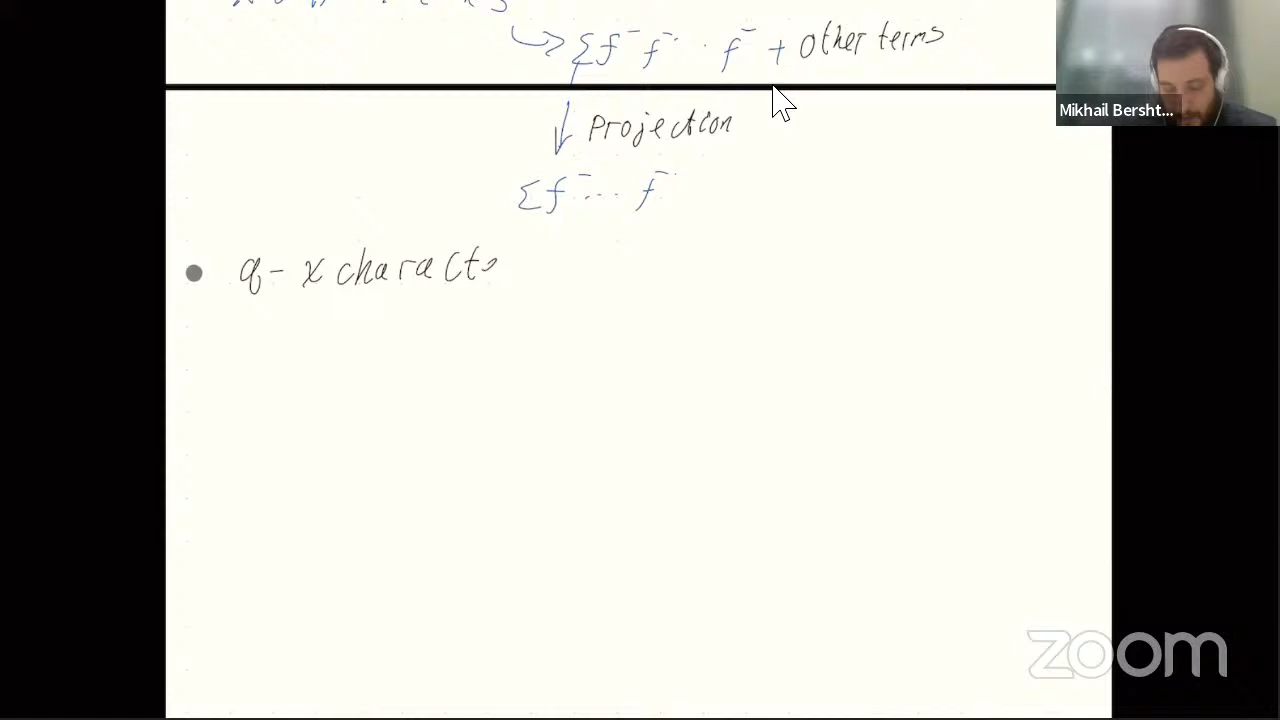 ↪ Σf⁻ f⁻ · f⁻ + Other terms
Mikhail Bersht...
↓ Projection
Σf⁻... f⁻
• q - χ characte
zoom